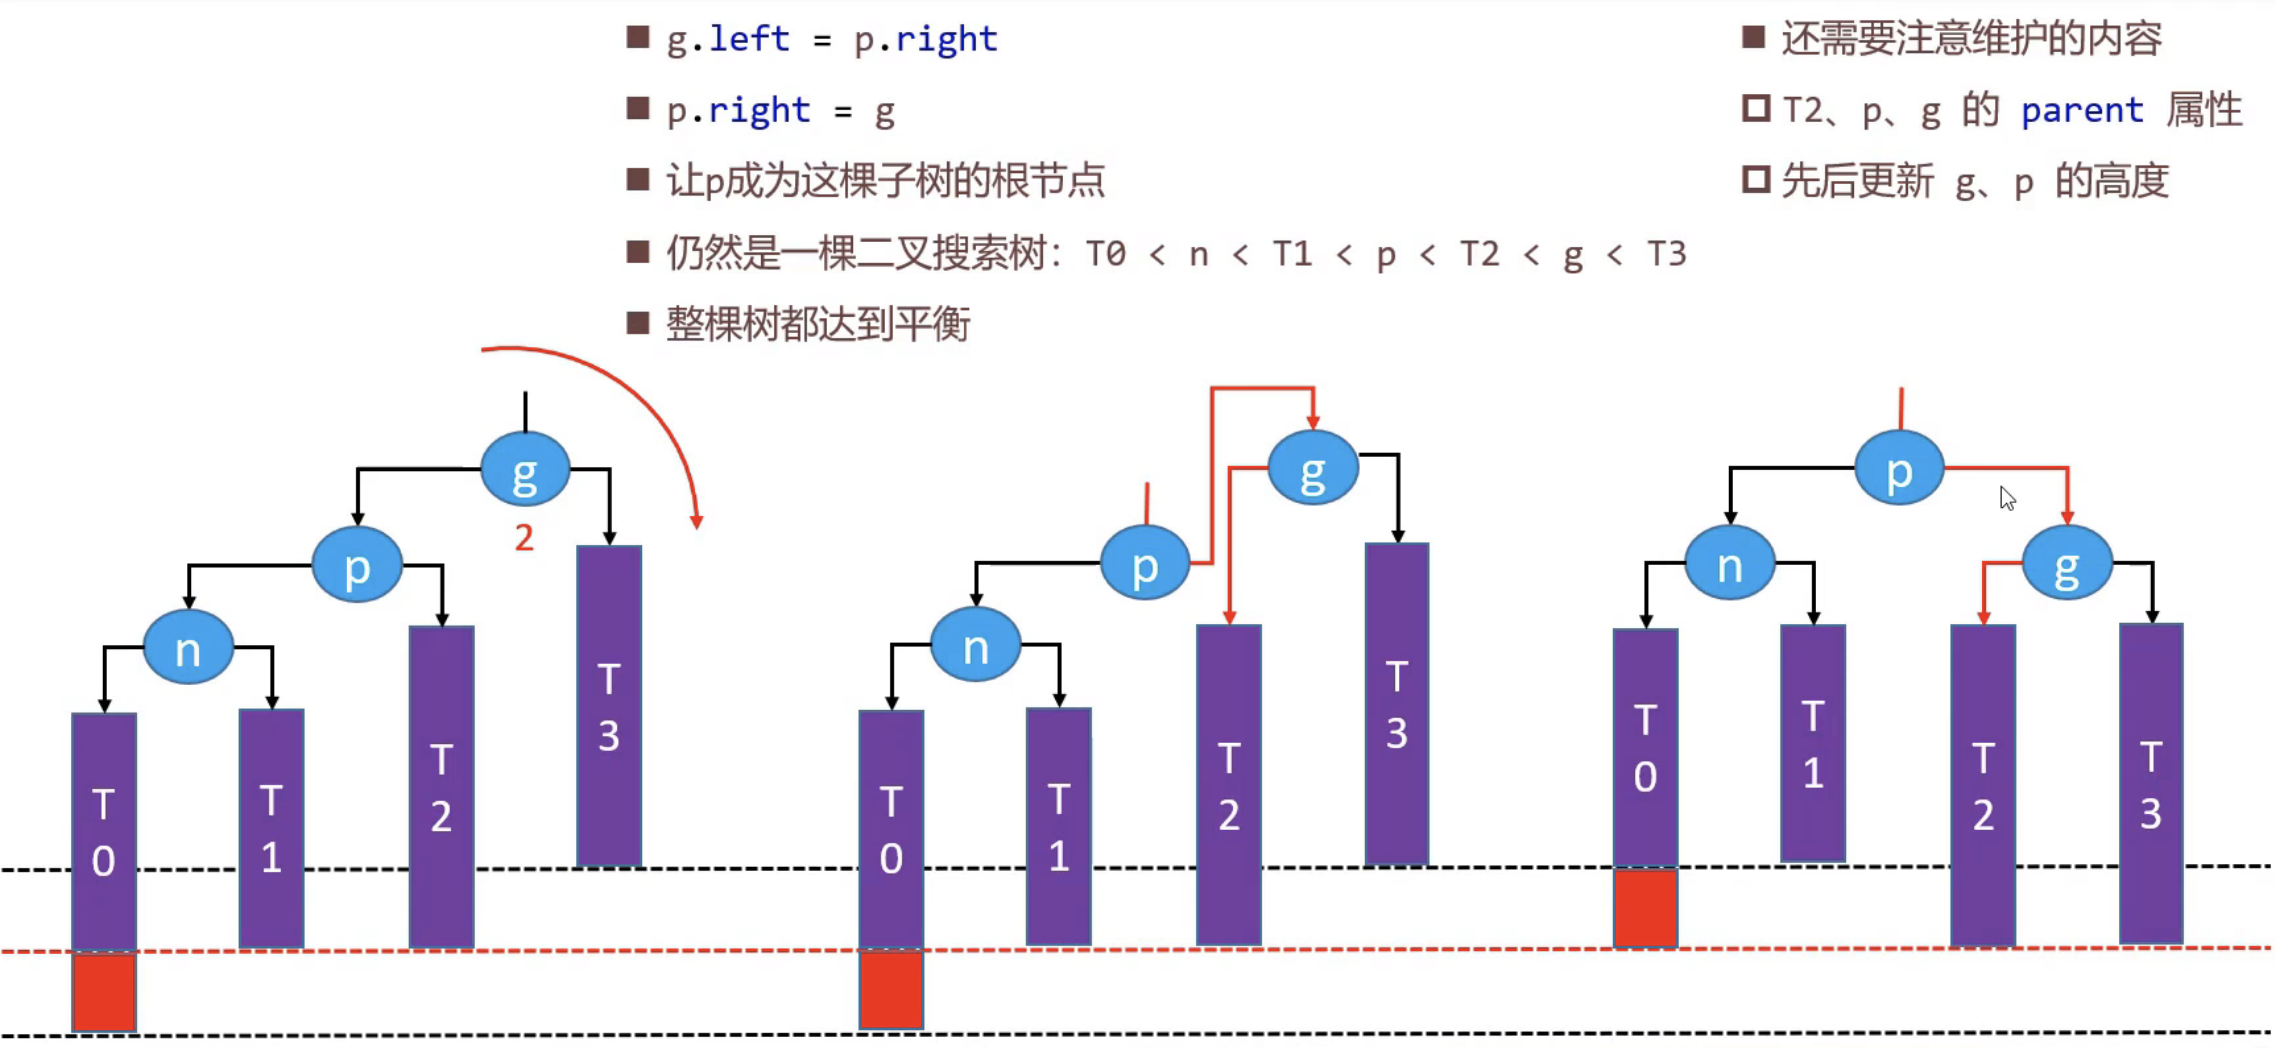 g.left = p.right
p.right = g
让p成为这棵子树的根节点
仍然是一棵二叉搜索树：T0 < n < T1 < p < T2 < g < T3
整棵树都达到平衡
还需要注意维护的内容
T2、p、g 的 parent 属性
先后更新 g、p 的高度
g
2
p
n
T0
T1
T2
T3
g
p
n
T0
T1
T2
T3
p
n
g
T0
T1
T2
T3